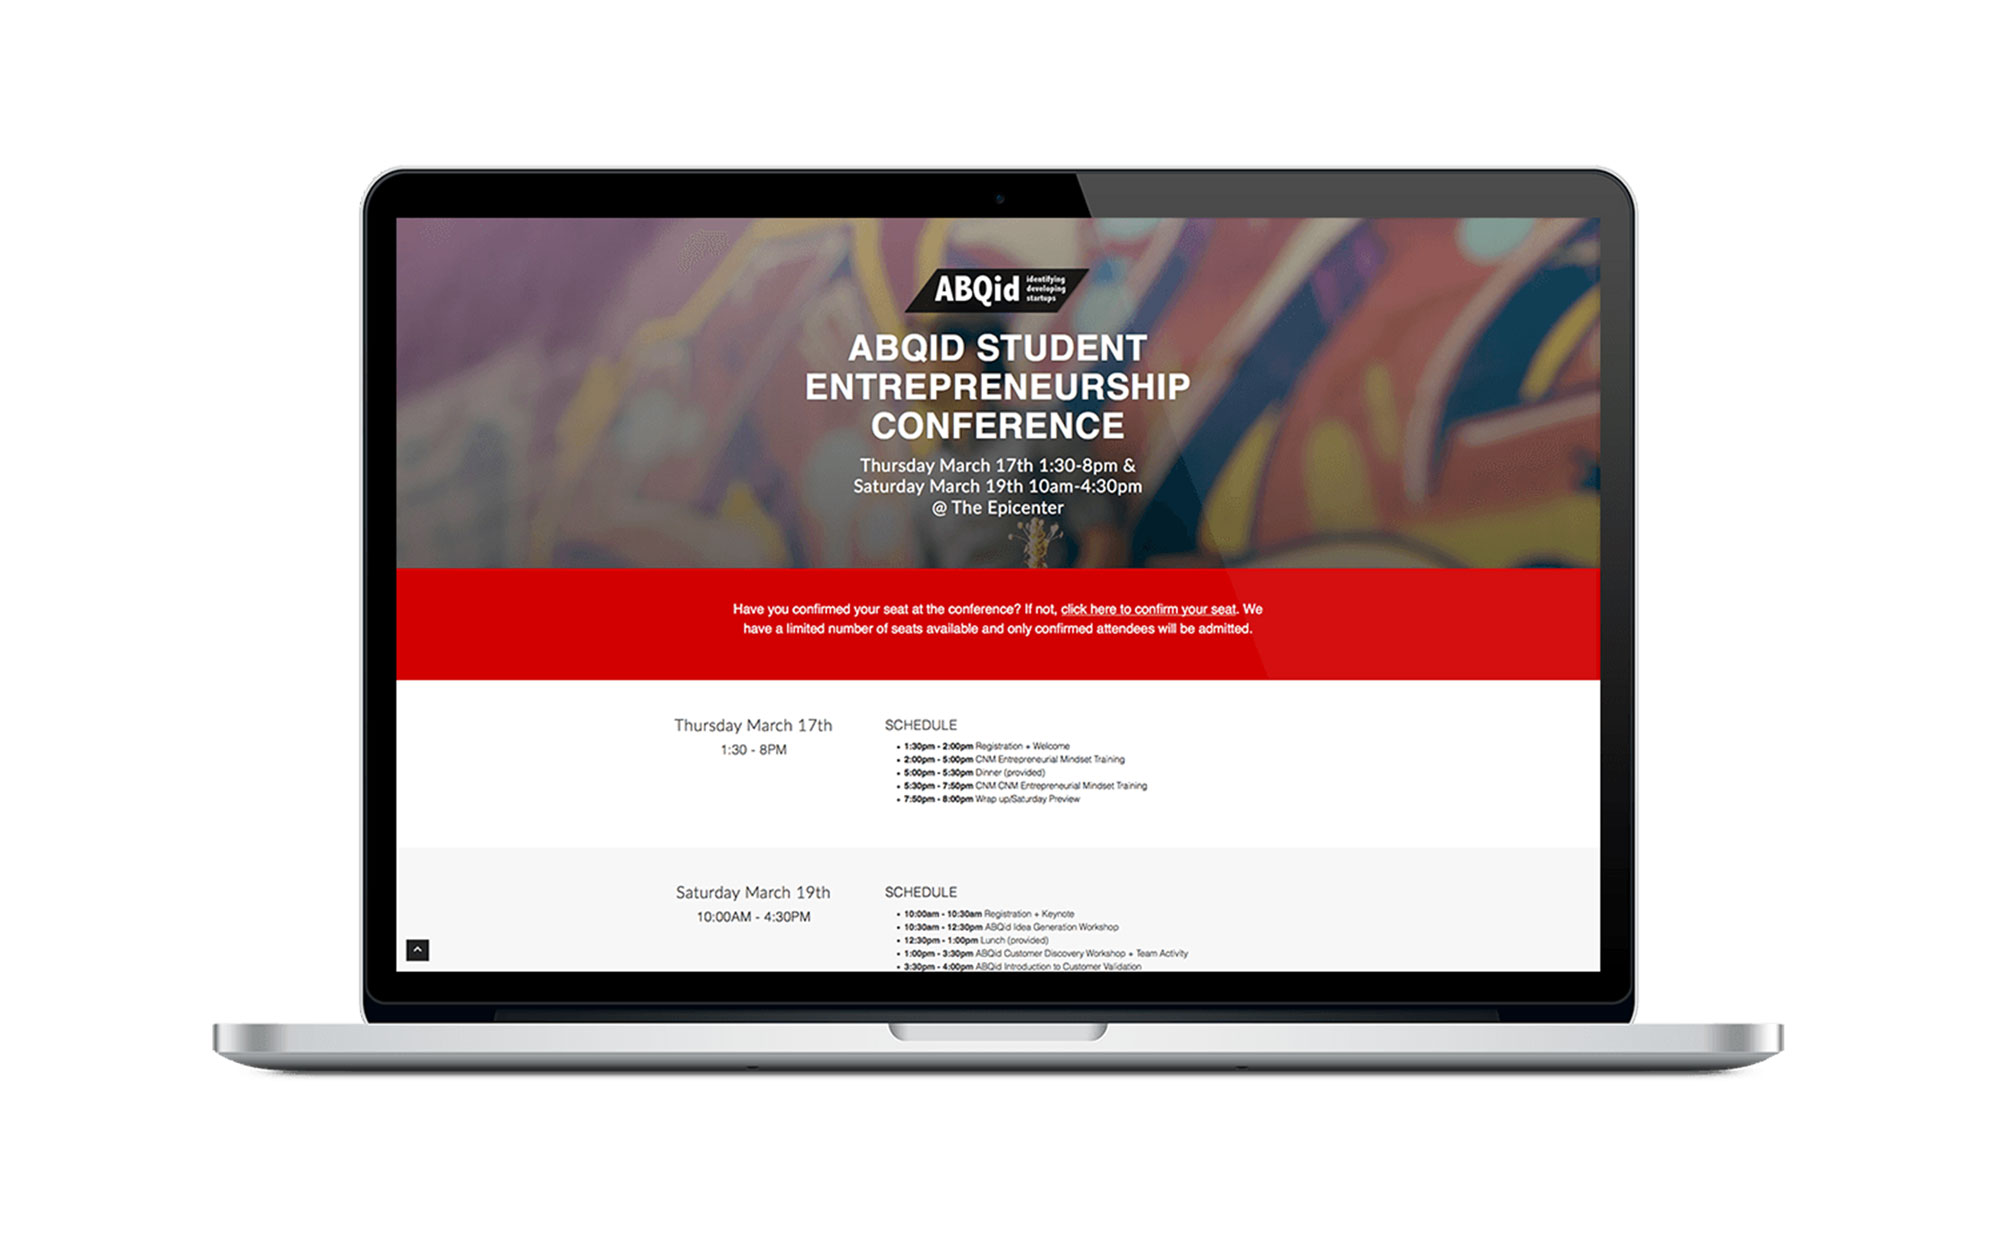 ABQid identifying
developing
startups
ABQID STUDENT
ENTREPRENEURSHIP
CONFERENCE
Thursday March 17th 1:30-8pm &
Saturday March 19th 10am-4:30pm
@ The Epicenter
Have you confirmed your seat at the conference? If not, click here to confirm your seat. We
have a limited number of seats available and only confirmed attendees will be admitted.
Thursday March 17th
1:30 - 8PM
SCHEDULE
• 1:30pm - 2:00pm Registration + Welcome
• 2:00pm - 5:00pm CNM Entrepreneurial Mindset Training
• 5:00pm - 5:30pm Dinner (provided)
• 5:30pm - 7:50pm CNM CNM Entrepreneurial Mindset Training
• 7:50pm - 8:00pm Wrap up/Saturday Preview
Saturday March 19th
10:00AM - 4:30PM
SCHEDULE
• 10:00am - 10:30am Registration + Keynote
• 10:30am - 12:30pm ABQid Idea Generation Workshop
• 12:30pm - 1:00pm Lunch (provided)
• 1:00pm - 3:30pm ABQid Customer Discovery Workshop + Team Activity
• 3:30pm - 4:00pm ABQid Introduction to Customer Validation